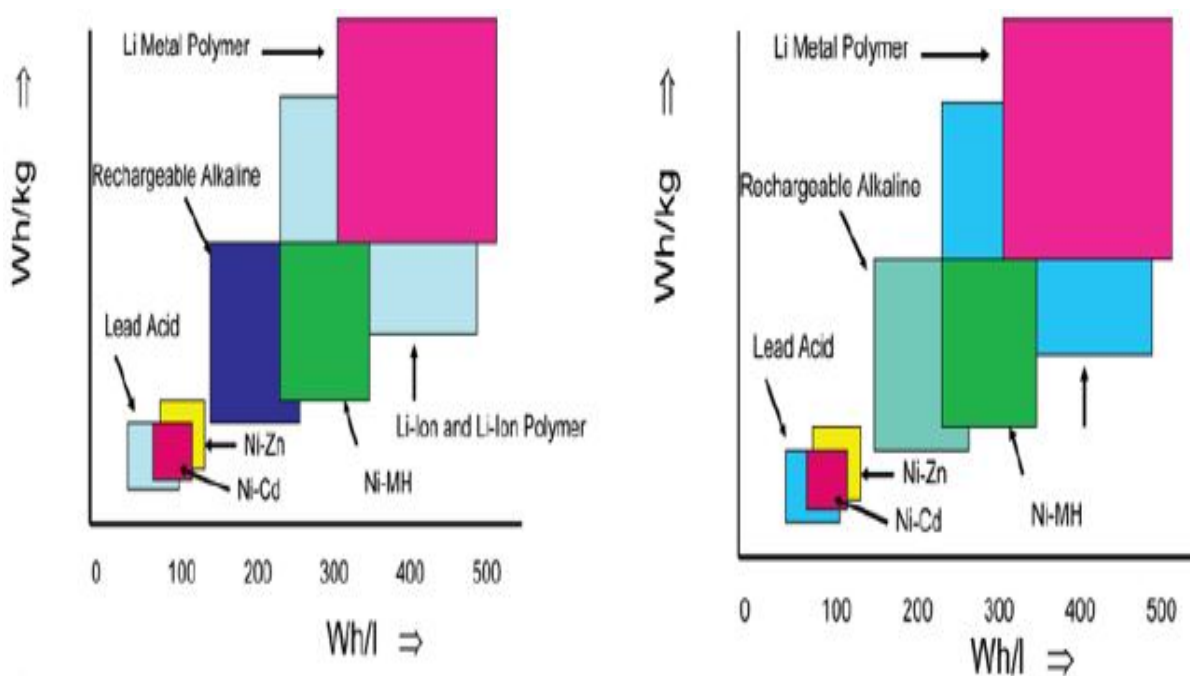 Li Metal Polymer
Wh/kg ⇒
Rechargeable Alkaline
Lead Acid
Ni-Zn
Ni-Cd
Li-Ion and Li-Ion Polymer
Ni-MH
0 100 200 300 400 500
Wh/l ⇒
Li Metal Polymer
Wh/kg ⇒
Rechargeable Alkaline
Lead Acid
Ni-Zn
Ni-Cd
Ni-MH
0 100 200 300 400 500
Wh/l ⇒